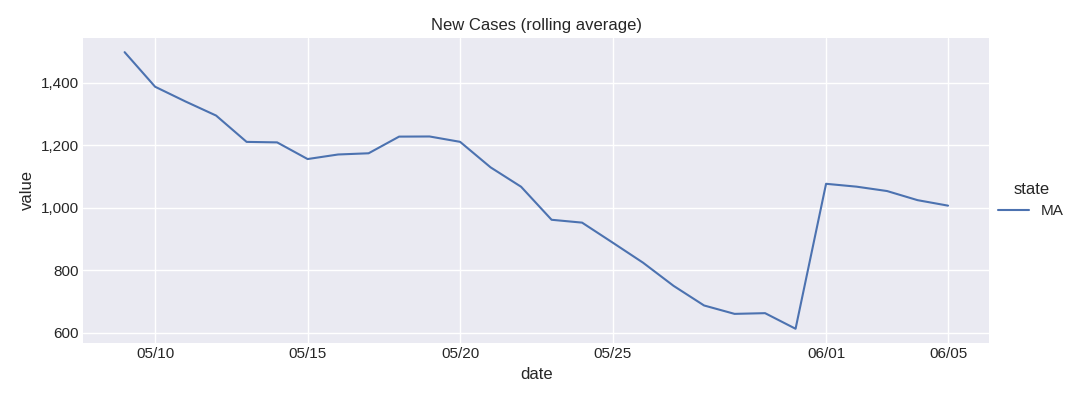 New Cases (rolling average)
1,400
1,200
1,000
800
600
value
05/10
05/15
05/20
05/25
06/01
06/05
date
state
MA